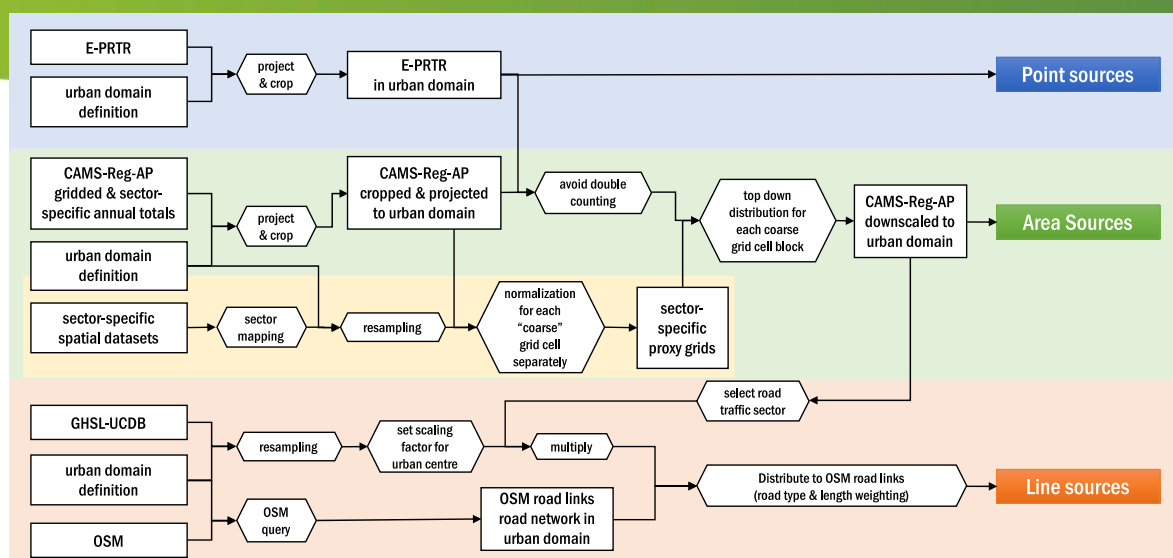 E-PRTR
urban domain
definition
project
& crop
E-PRTR
in urban domain
Point sources
CAMS-Reg-AP
gridded & sector-
specific annual totals
urban domain
definition
project
& crop
CAMS-Reg-AP
cropped & projected
to urban domain
avoid double
counting
top down
distribution for
each coarse
grid cell block
CAMS-Reg-AP
downscaled to
urban domain
Area Sources
sector-specific
spatial datasets
sector
mapping
resampling
normalization
for each
“coarse”
grid cell
separately
sector-
specific
proxy grids
select road
traffic sector
GHSL-UCDB
urban domain
definition
OSM
resampling
set scaling
factor for
urban centre
multiply
OSM
query
OSM road links
road network in
urban domain
Distribute to OSM road links
(road type & length weighting)
Line sources